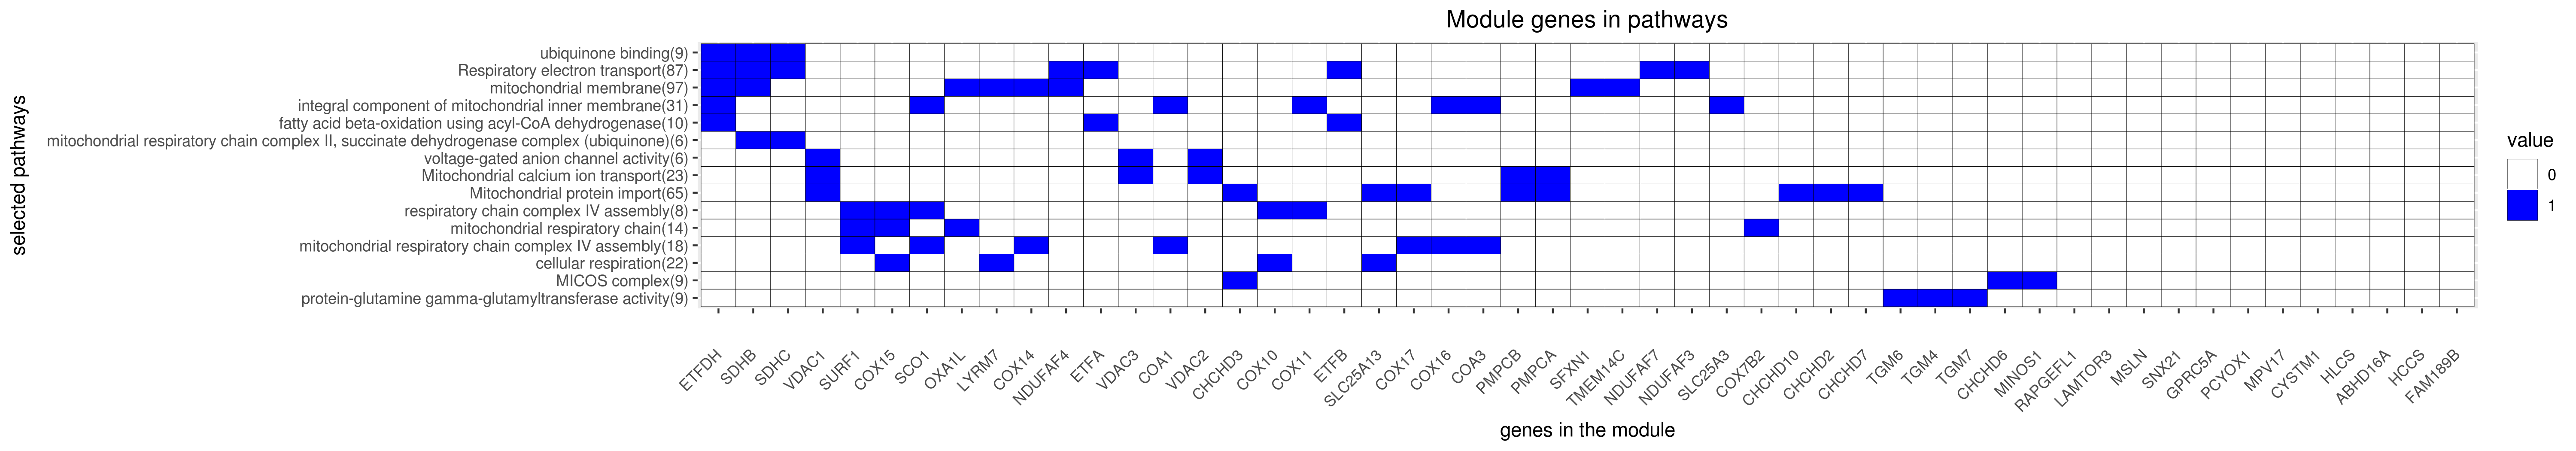 Module genes in pathways
selected pathways
ubiquinone binding(9)
Respiratory electron transport(87)
mitochondrial membrane(97)
integral component of mitochondrial inner membrane(31)
fatty acid beta-oxidation using acyl-CoA dehydrogenase(10)
mitochondrial respiratory chain complex II, succinate dehydrogenase complex (ubiquinone)(6)
voltage-gated anion channel activity(6)
Mitochondrial calcium ion transport(23)
Mitochondrial protein import(65)
respiratory chain complex IV assembly(8)
mitochondrial respiratory chain(14)
mitochondrial respiratory chain complex IV assembly(18)
cellular respiration(22)
MICOS complex(9)
protein-glutamine gamma-glutamyltransferase activity(9)
ETFDH
SDHB
SDHC
VDAC1
SURF1
COX15
SCO1
OXA1L
LYRM7
COX14
NDUFAF4
ETFA
VDAC3
COA1
VDAC2
CHCHD3
COX10
COX11
ETFB
SLC25A13
COX17
COX16
COA3
PMPCB
PMPCA
SFXN1
TMEM14C
NDUFAF7
NDUFAF3
SLC25A3
COX7B2
CHCHD10
CHCHD2
CHCHD7
TGM6
TGM4
TGM7
CHCHD6
MINOS1
RAPGEFL1
LAMTOR3
MSLN
SNX21
GPRC5A
PCYOX1
MPV17
CYSTM1
HLCS
ABHD16A
HCCS
FAM189B
genes in the module
value
0
1